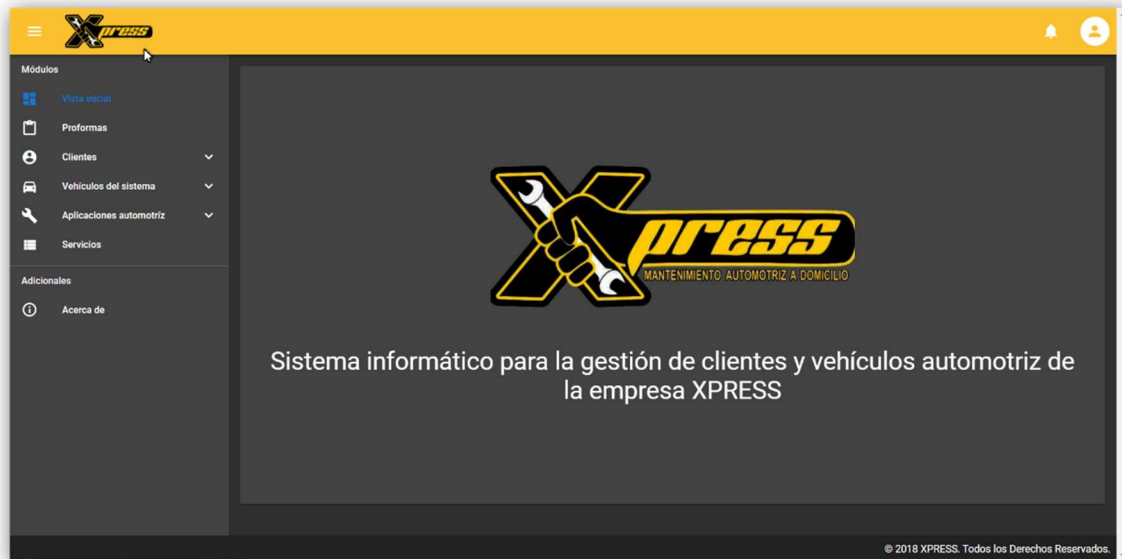 Xpress
Módulos
Vista inicial
Proformas
Clientes
Vehículos del sistema
Aplicaciones automotríz
Servicios
Adicionales
Acerca de
Xpress
MANTENIMIENTO AUTOMOTRIZ A DOMICILIO
Sistema informático para la gestión de clientes y vehículos automotriz de
la empresa XPRESS
© 2018 XPRESS. Todos los Derechos Reservados.